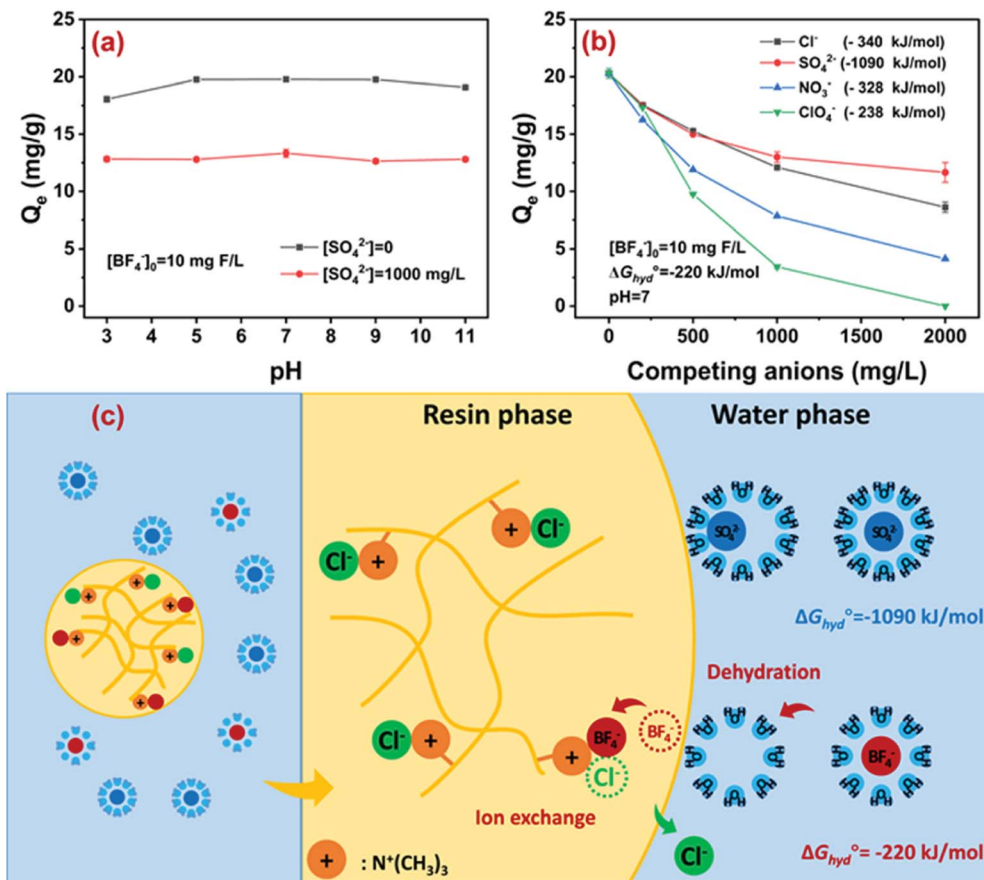 (a)
25
20
15
10
5
0
Qe (mg/g)
[BF4-]0=10 mg F/L
[SO4²⁻]=0
[SO4²⁻]=1000 mg/L
3 4 5 6 7 8 9 10 11
pH
(b)
25
20
15
10
5
0
Qe (mg/g)
Cl⁻ (- 340 kJ/mol)
SO₄²⁻ (-1090 kJ/mol)
NO₃⁻ (- 328 kJ/mol)
ClO₄⁻ (- 238 kJ/mol)
[BF₄⁻]₀=10 mg F/L
ΔG_hyd°=-220 kJ/mol
pH=7
0 500 1000 1500 2000
Competing anions (mg/L)
(c)
Resin phase
Water phase
+ Cl⁻
Cl⁻ +
SO₄²⁻ SO₄²⁻
ΔG_hyd°=-1090 kJ/mol
Dehydration
Cl⁻ +
BF₄⁻ BF₄⁻
+ Cl⁻
BF₄⁻
Ion exchange
Cl⁻
ΔG_hyd°= -220 kJ/mol
+ : N⁺(CH₃)₃